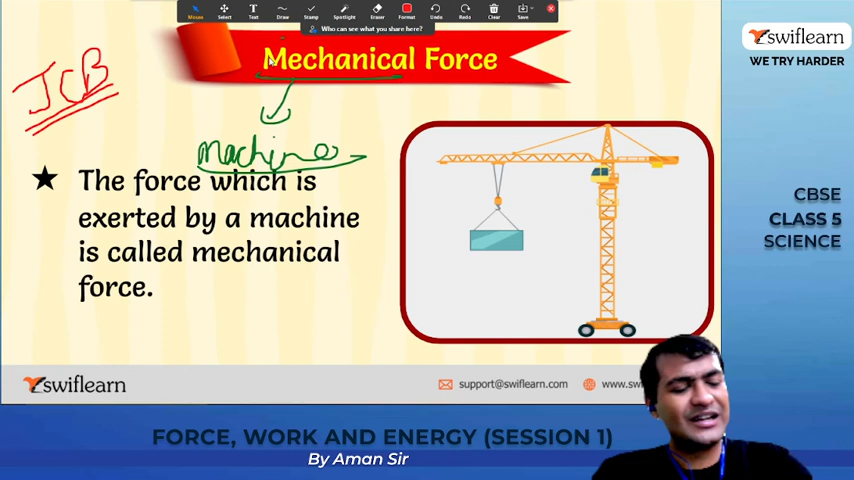 Mouse Select Text Draw Stamp Spotlight Eraser Format Undo Redo Clear Save
Who can see what you share here?
Mechanical Force
JCB
Machine
★ The force which is
exerted by a machine
is called mechanical
force.
swiflearn
WE TRY HARDER
CBSE
CLASS 5
SCIENCE
swiflearn
support@swiflearn.com
www.swi
FORCE, WORK AND ENERGY (SESSION 1)
By Aman Sir